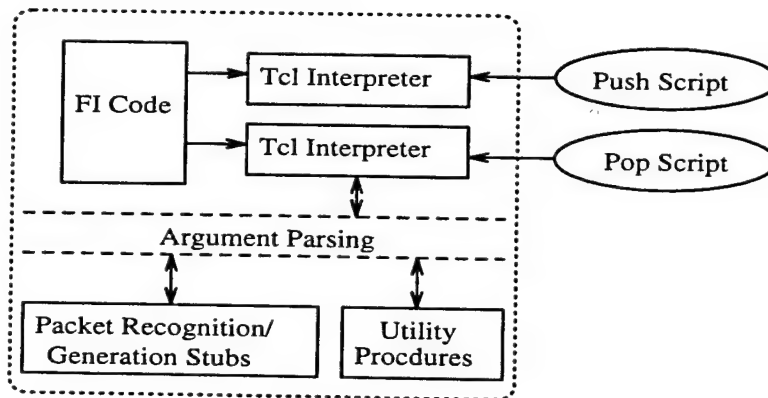 Tcl Interpreter
Push Script
FI Code
Tcl Interpreter
Pop Script
Argument Parsing
Packet Recognition/
Generation Stubs
Utility
Procdures